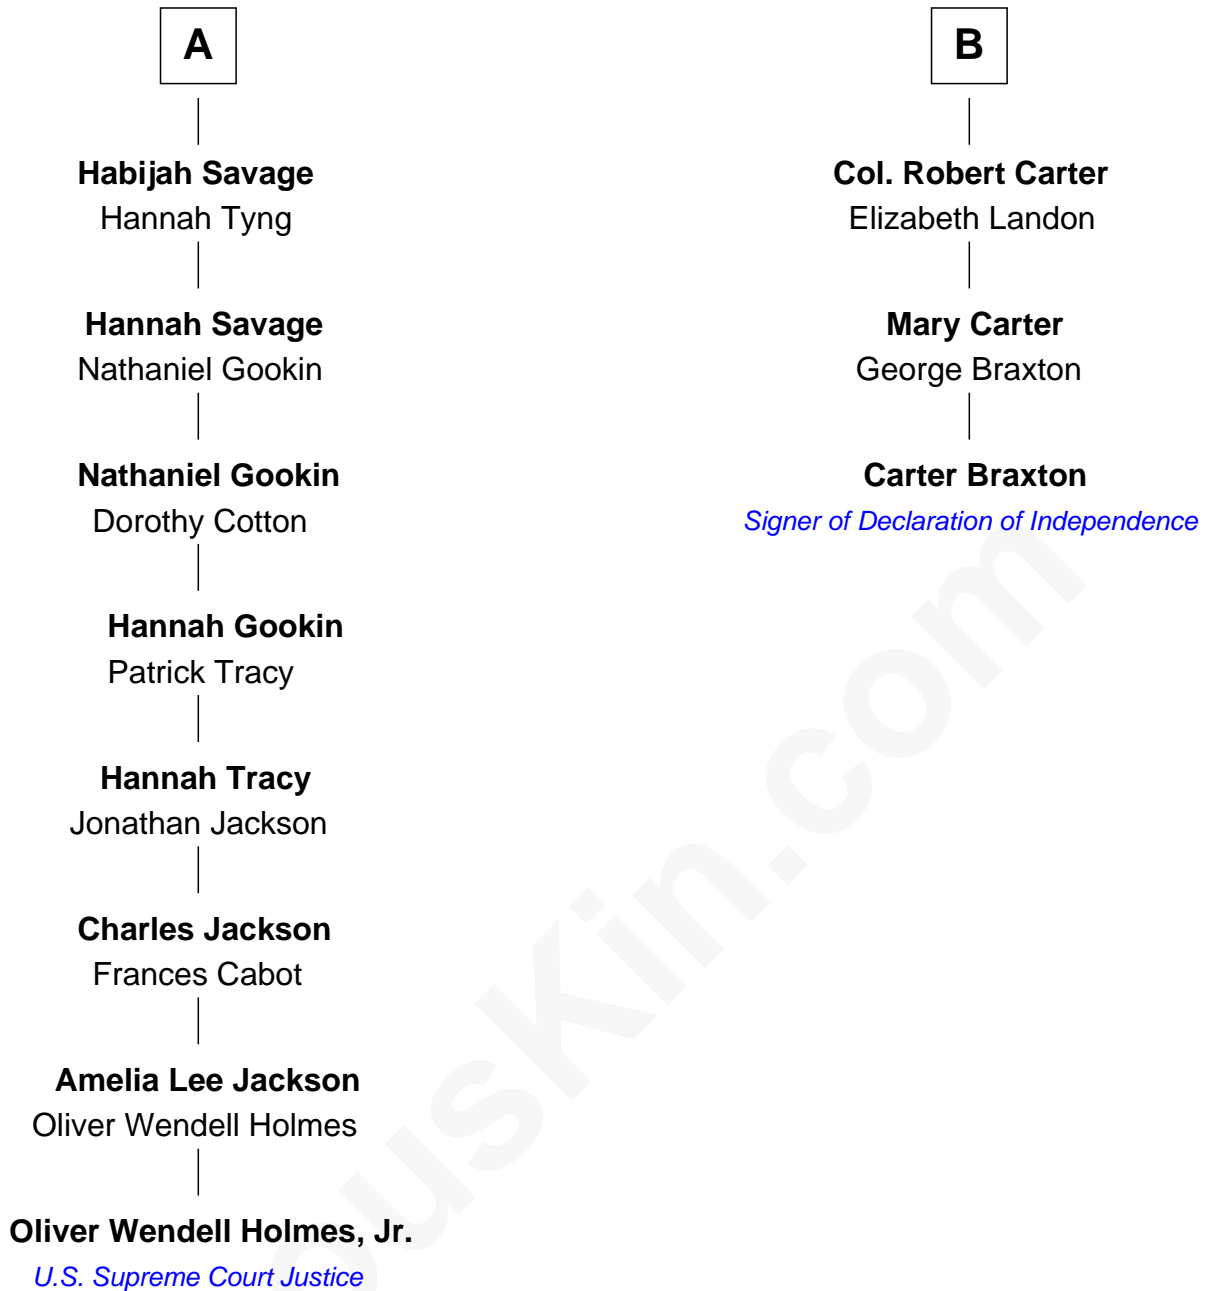 A
Habijah Savage
Hannah Tyng
Hannah Savage
Nathaniel Gookin
Nathaniel Gookin
Dorothy Cotton
Hannah Gookin
Patrick Tracy
Hannah Tracy
Jonathan Jackson
Charles Jackson
Frances Cabot
Amelia Lee Jackson
Oliver Wendell Holmes
Oliver Wendell Holmes, Jr.
U.S. Supreme Court Justice
B
Col. Robert Carter
Elizabeth Landon
Mary Carter
George Braxton
Carter Braxton
Signer of Declaration of Independence
ousKin.com